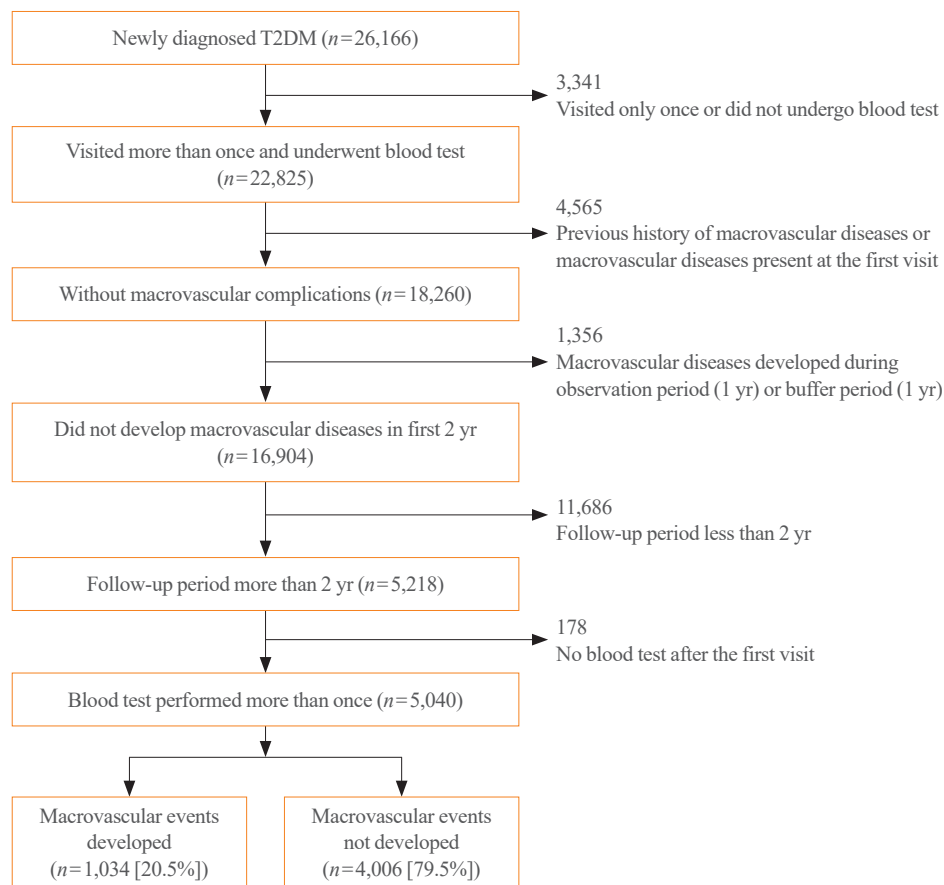 Newly diagnosed T2DM (n=26,166)
3,341
Visited only once or did not undergo blood test
Visited more than once and underwent blood test
(n=22,825)
4,565
Previous history of macrovascular diseases or
macrovascular diseases present at the first visit
Without macrovascular complications (n=18,260)
1,356
Macrovascular diseases developed during
observation period (1 yr) or buffer period (1 yr)
Did not develop macrovascular diseases in first 2 yr
(n=16,904)
11,686
Follow-up period less than 2 yr
Follow-up period more than 2 yr (n=5,218)
178
No blood test after the first visit
Blood test performed more than once (n=5,040)
Macrovascular events
developed
(n=1,034 [20.5%])
Macrovascular events
not developed
(n=4,006 [79.5%])